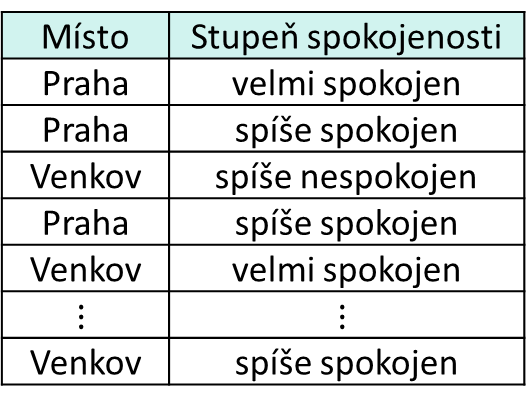 Místo Stupeň spokojenosti
Praha velmi spokojen
Praha spíše spokojen
Venkov spíše nespokojen
Praha spíše spokojen
Venkov velmi spokojen
⋮ ⋮
Venkov spíše spokojen